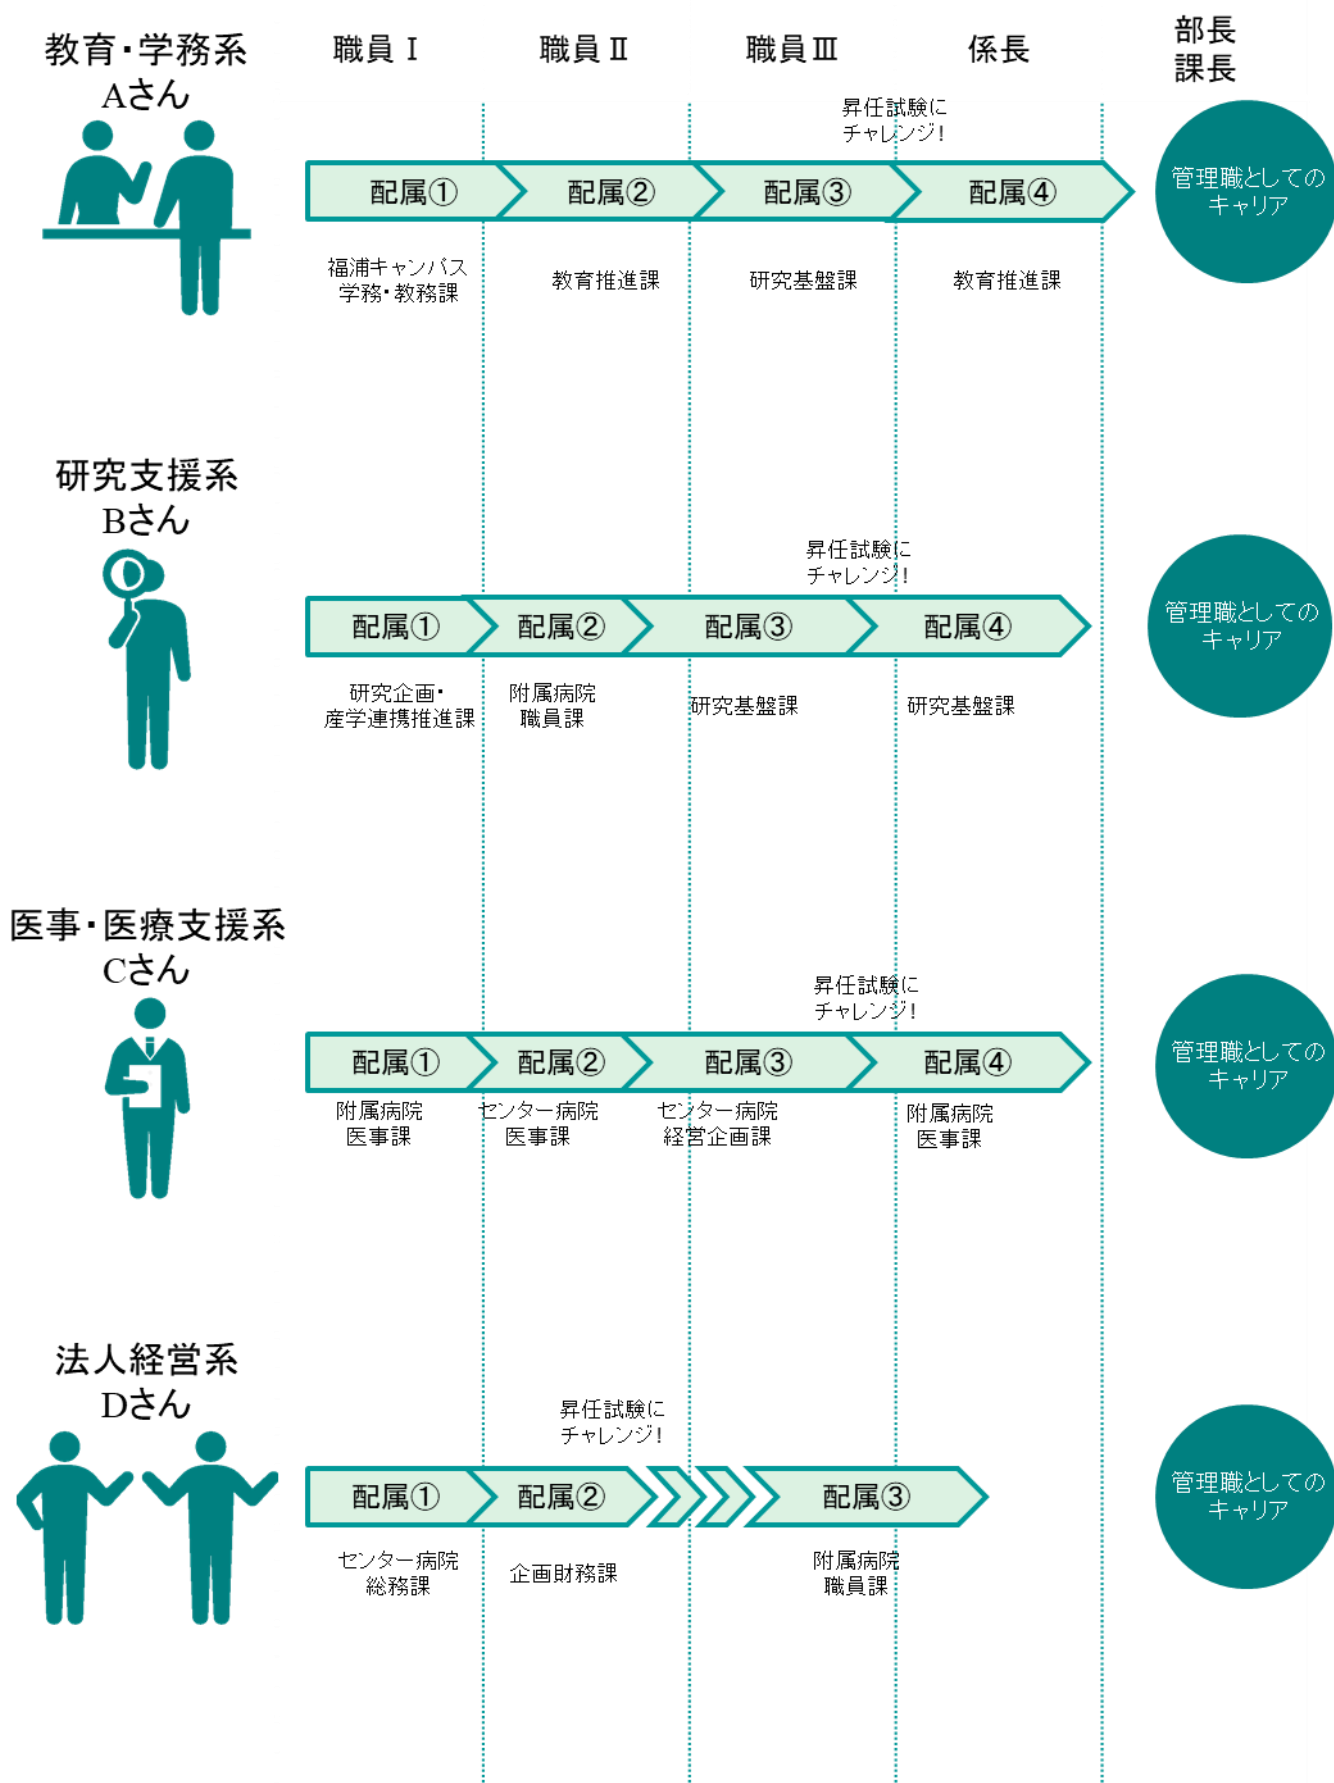 教育・学務系
Aさん
職員Ⅰ
職員Ⅱ
職員Ⅲ
係長
部長
課長
昇任試験に
チャレンジ!
配属①
配属②
配属③
配属④
管理職としての
キャリア
福浦キャンパス
学務・教務課
教育推進課
研究基盤課
教育推進課
研究支援系
Bさん
昇任試験に
チャレンジ!
配属①
配属②
配属③
配属④
管理職としての
キャリア
研究企画・
産学連携推進課
附属病院
職員課
研究基盤課
研究基盤課
医事・医療支援系
Cさん
昇任試験に
チャレンジ!
配属①
配属②
配属③
配属④
管理職としての
キャリア
附属病院
医事課
センター病院
医事課
センター病院
経営企画課
附属病院
医事課
法人経営系
Dさん
昇任試験に
チャレンジ!
配属①
配属②
配属③
管理職としての
キャリア
センター病院
総務課
企画財務課
附属病院
職員課